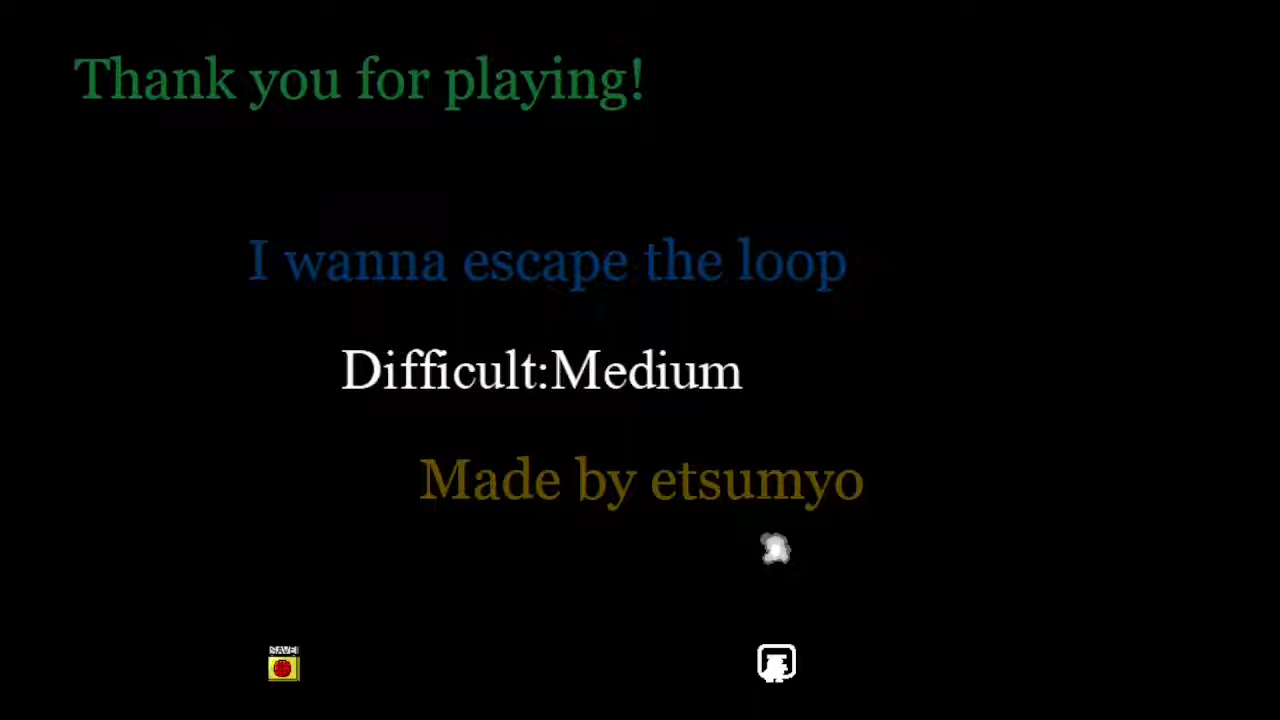 Thank you for playing!
I wanna escape the loop
Difficult:Medium
Made by etsumyo
SAVE!